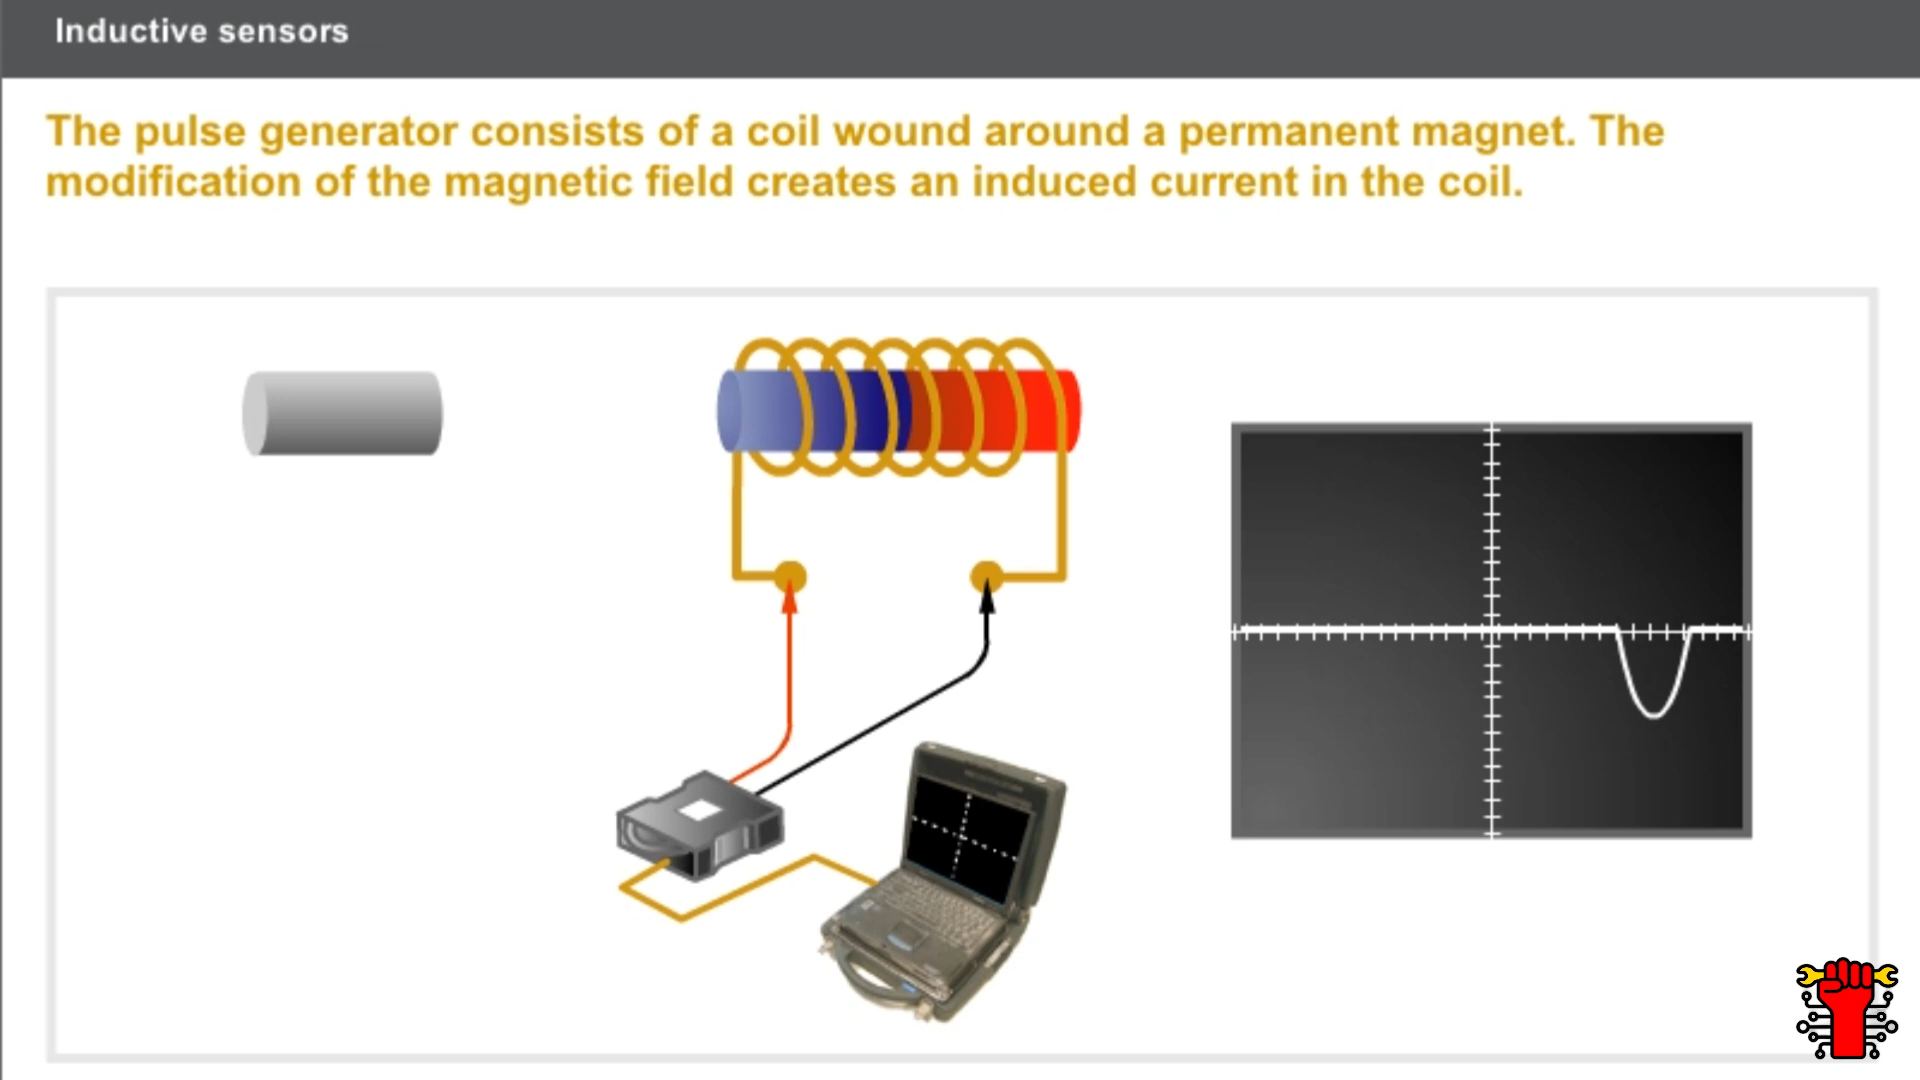 Inductive sensors
The pulse generator consists of a coil wound around a permanent magnet. The
modification of the magnetic field creates an induced current in the coil.